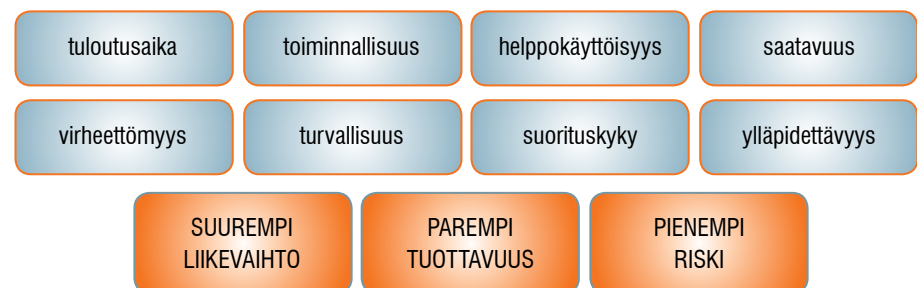 tuloutusaika toiminnallisuus helppokäyttöisyys saatavuus
virheettömyys turvallisuus suorituskyky ylläpidettävyys
SUUREMPI LIIKEVAIHTO
PAREMPI TUOTTAVUUS
PIENEMPI RISKI